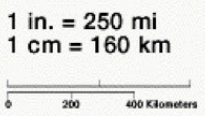 1 in. = 250 mi
1 cm = 160 km
0 200 400 Kilometers